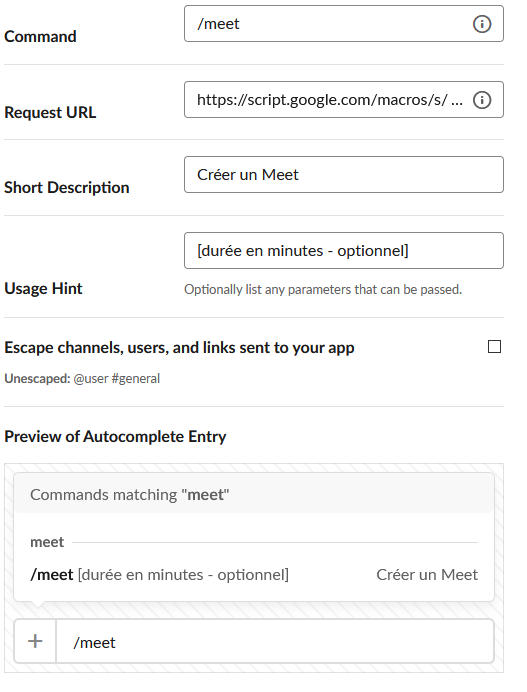 Command
/meet
Request URL
https://script.google.com/macros/s/ ...
Short Description
Créer un Meet
[durée en minutes - optionnel]
Usage Hint
Optionally list any parameters that can be passed.
Escape channels, users, and links sent to your app
Unescaped: @user #general
Preview of Autocomplete Entry
Commands matching "meet"
meet
/meet [durée en minutes - optionnel] Créer un Meet
/meet